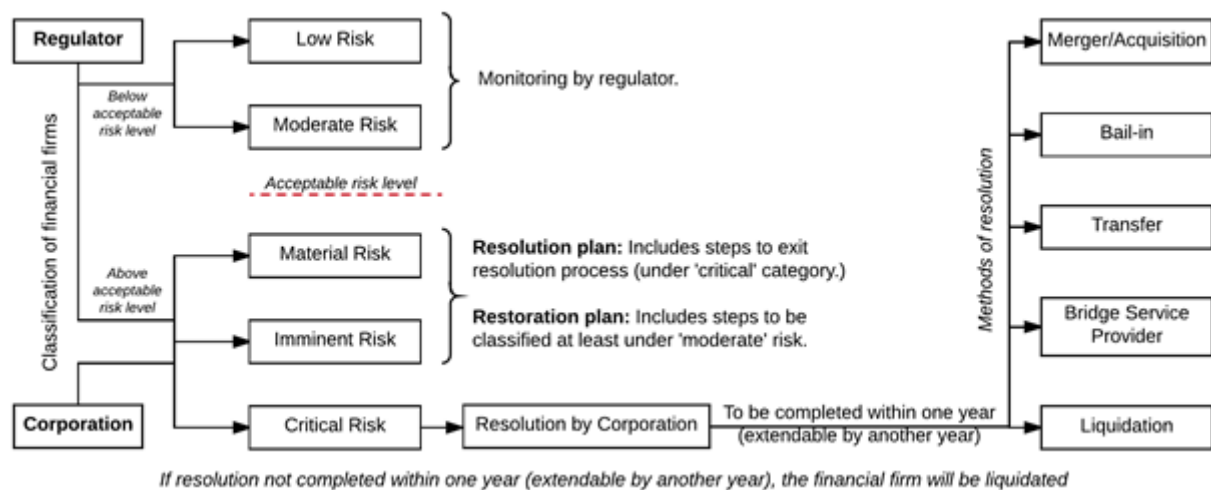 Regulator
Low Risk
Merger/Acquisition
Monitoring by regulator.
Below
acceptable
risk level
Moderate Risk
Bail-in
Classification of financial firms
Acceptable risk level
Methods of resolution
Transfer
Material Risk
Resolution plan: Includes steps to exit
resolution process (under 'critical' category.)
Above
acceptable
risk level
Restoration plan: Includes steps to be
classified at least under 'moderate' risk.
Imminent Risk
Bridge Service
Provider
Corporation
Critical Risk
Resolution by Corporation
To be completed within one year
(extendable by another year)
Liquidation
If resolution not completed within one year (extendable by another year), the financial firm will be liquidated